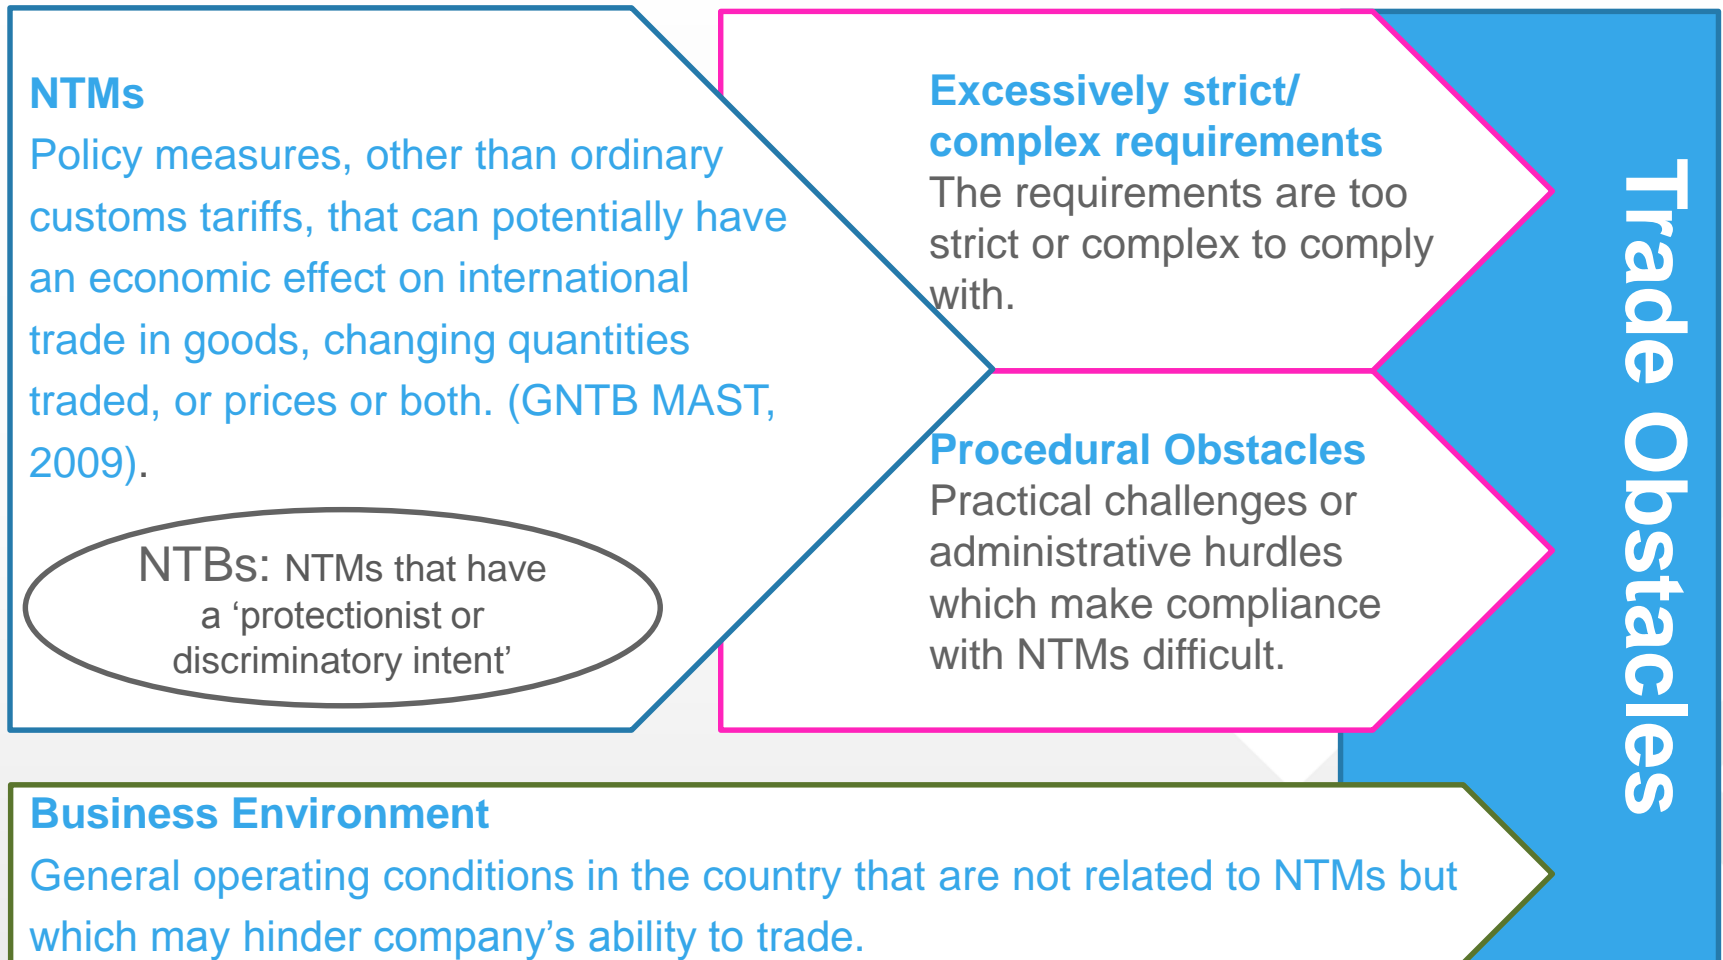 NTMs
Policy measures, other than ordinary
customs tariffs, that can potentially have
an economic effect on international
trade in goods, changing quantities
traded, or prices or both. (GNTB MAST,
2009).
NTBs: NTMs that have
a ‘protectionist or
discriminatory intent’
Excessively strict/
complex requirements
The requirements are too
strict or complex to comply
with.
Procedural Obstacles
Practical challenges or
administrative hurdles
which make compliance
with NTMs difficult.
Trade Obstacles
Business Environment
General operating conditions in the country that are not related to NTMs but
which may hinder company’s ability to trade.